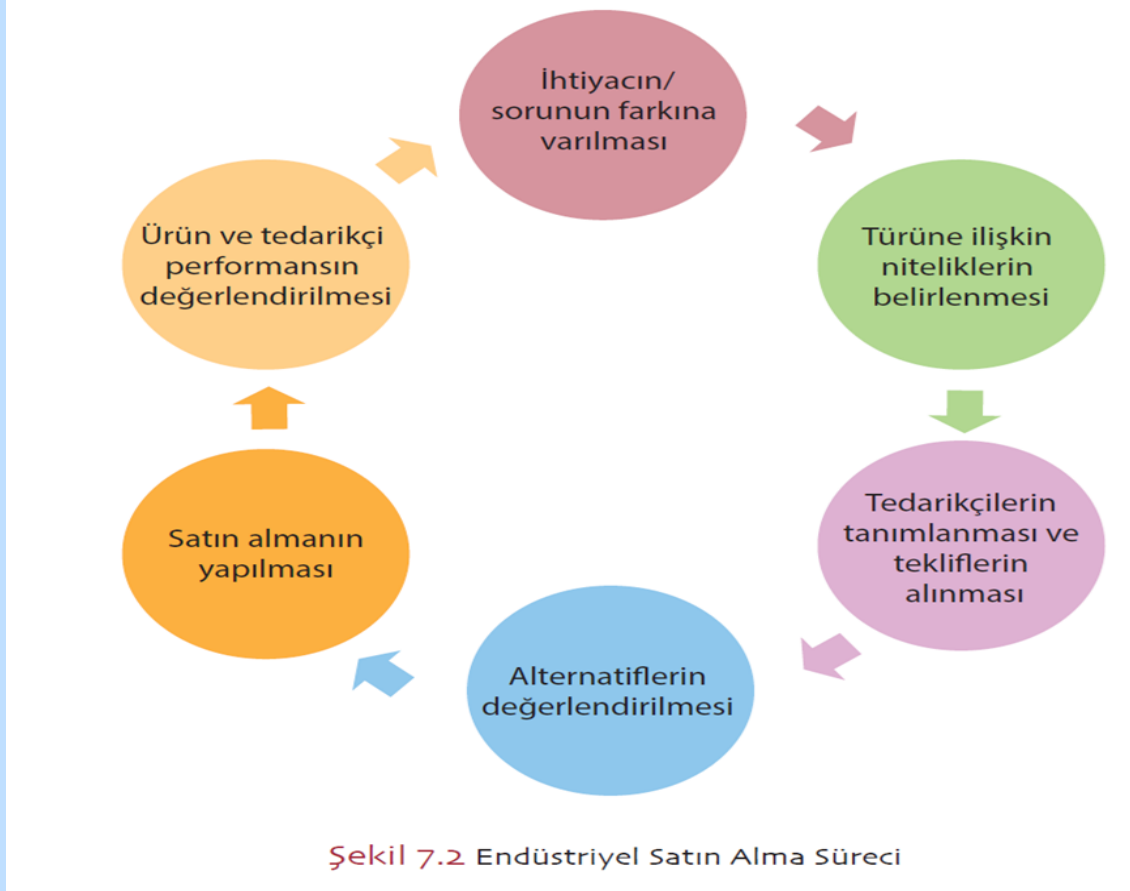 İhtiyacın/
sorunun farkına
varılması
Türüne ilişkin
niteliklerin
belirlenmesi
Tedarikçilerin
tanımlanması ve
tekliflerin
alınması
Alternatiflerin
değerlendirilmesi
Satın almanın
yapılması
Ürün ve tedarikçi
performansın
değerlendirilmesi
Şekil 7.2 Endüstriyel Satın Alma Süreci